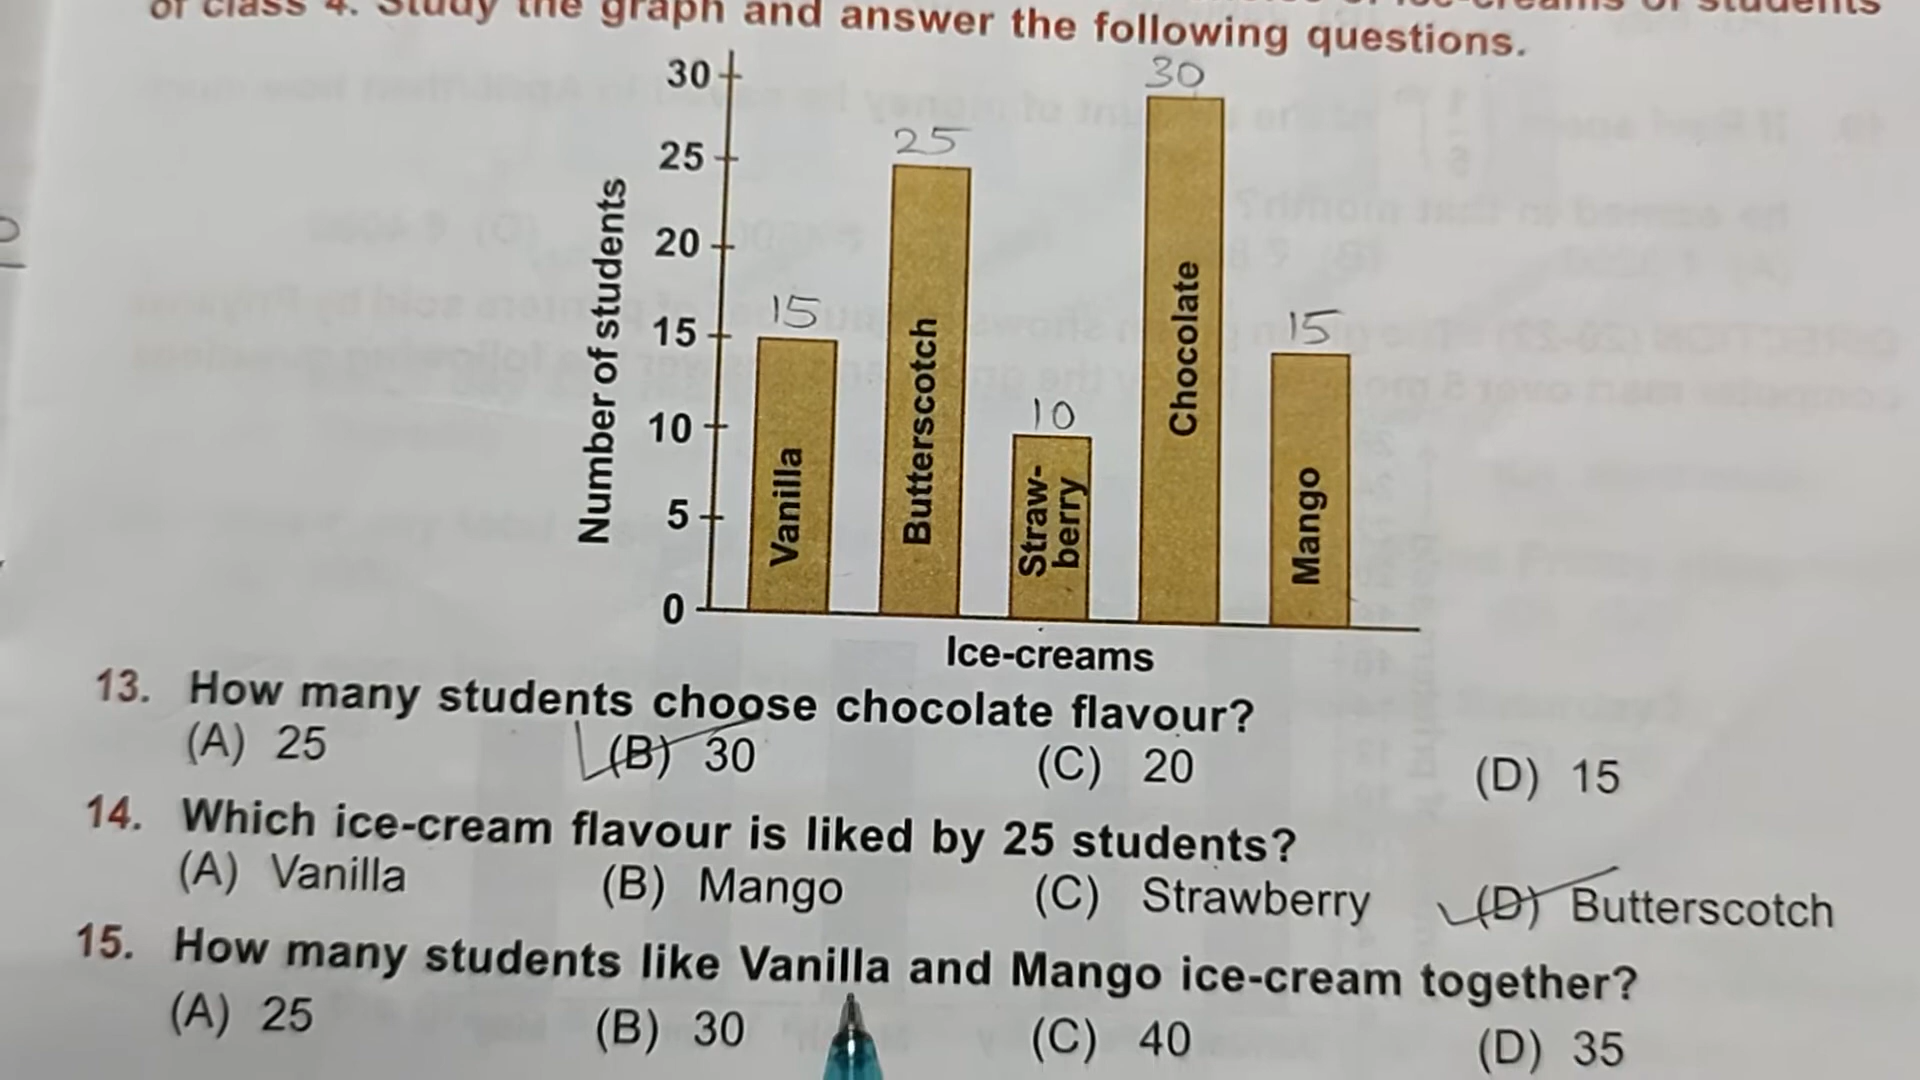 of class 4. Study the graph and answer the following questions.
30
25
20
15
10
5
0
Number of students
15
25
10
30
15
Vanilla
Butterscotch
Straw-
berry
Chocolate
Mango
Ice-creams
13. How many students choose chocolate flavour?
(A) 25 (B) 30 (C) 20 (D) 15
14. Which ice-cream flavour is liked by 25 students?
(A) Vanilla (B) Mango (C) Strawberry (D) Butterscotch
15. How many students like Vanilla and Mango ice-cream together?
(A) 25 (B) 30 (C) 40 (D) 35